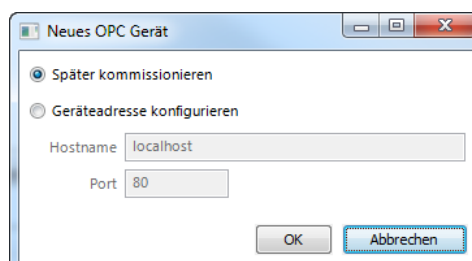 Neues OPC Gerät
Später kommissionieren
Geräteadresse konfigurieren
Hostname localhost
Port 80
OK Abbrechen